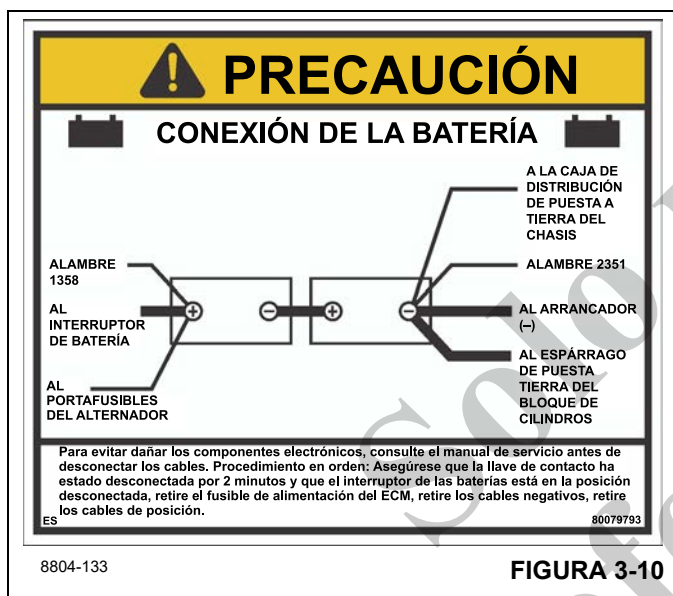 PRECAUCIÓN
CONEXIÓN DE LA BATERÍA
A LA CAJA DE
DISTRIBUCIÓN
DE PUESTA A
TIERRA DEL
CHASIS
ALAMBRE
1358
ALAMBRE 2351
AL
INTERRUPTOR
DE BATERÍA
AL ARRANCADOR
(–)
AL
PORTAFUSIBLES
DEL ALTERNADOR
AL ESPÁRRAGO
DE PUESTA
TIERRA DEL
BLOQUE DE
CILINDROS
Para evitar dañar los componentes electrónicos, consulte el manual de servicio antes de
desconectar los cables. Procedimiento en orden: Asegúrese que la llave de contacto ha
estado desconectada por 2 minutos y que el interruptor de las baterías está en la posición
desconectada, retire el fusible de alimentación del ECM, retire los cables negativos, retire
los cables de posición.
ES
80079793
8804-133
FIGURA 3-10
Solo